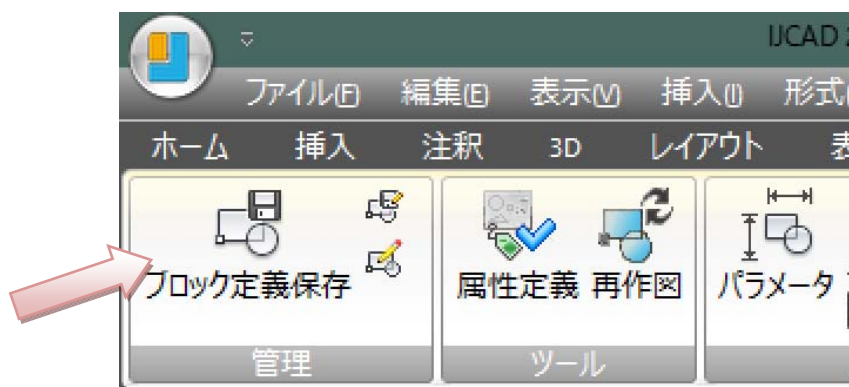 IJCAD 2
ファイル(F) 編集(E) 表示(V) 挿入(I) 形式(
ホーム 挿入 注釈 3D レイアウト 表
ブロック定義保存 属性定義 再作図 パラメータ
管理 ツール